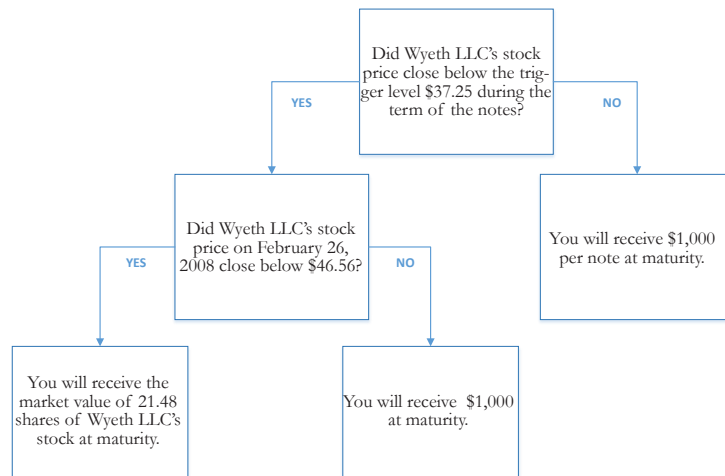 Did Wyeth LLC's stock
price close below the trig-
ger level $37.25 during the
term of the notes?
YES
NO
Did Wyeth LLC's stock
price on February 26,
2008 close below $46.56?
You will receive $1,000
per note at maturity.
YES
NO
You will receive the
market value of 21.48
shares of Wyeth LLC's
stock at maturity.
You will receive $1,000
at maturity.